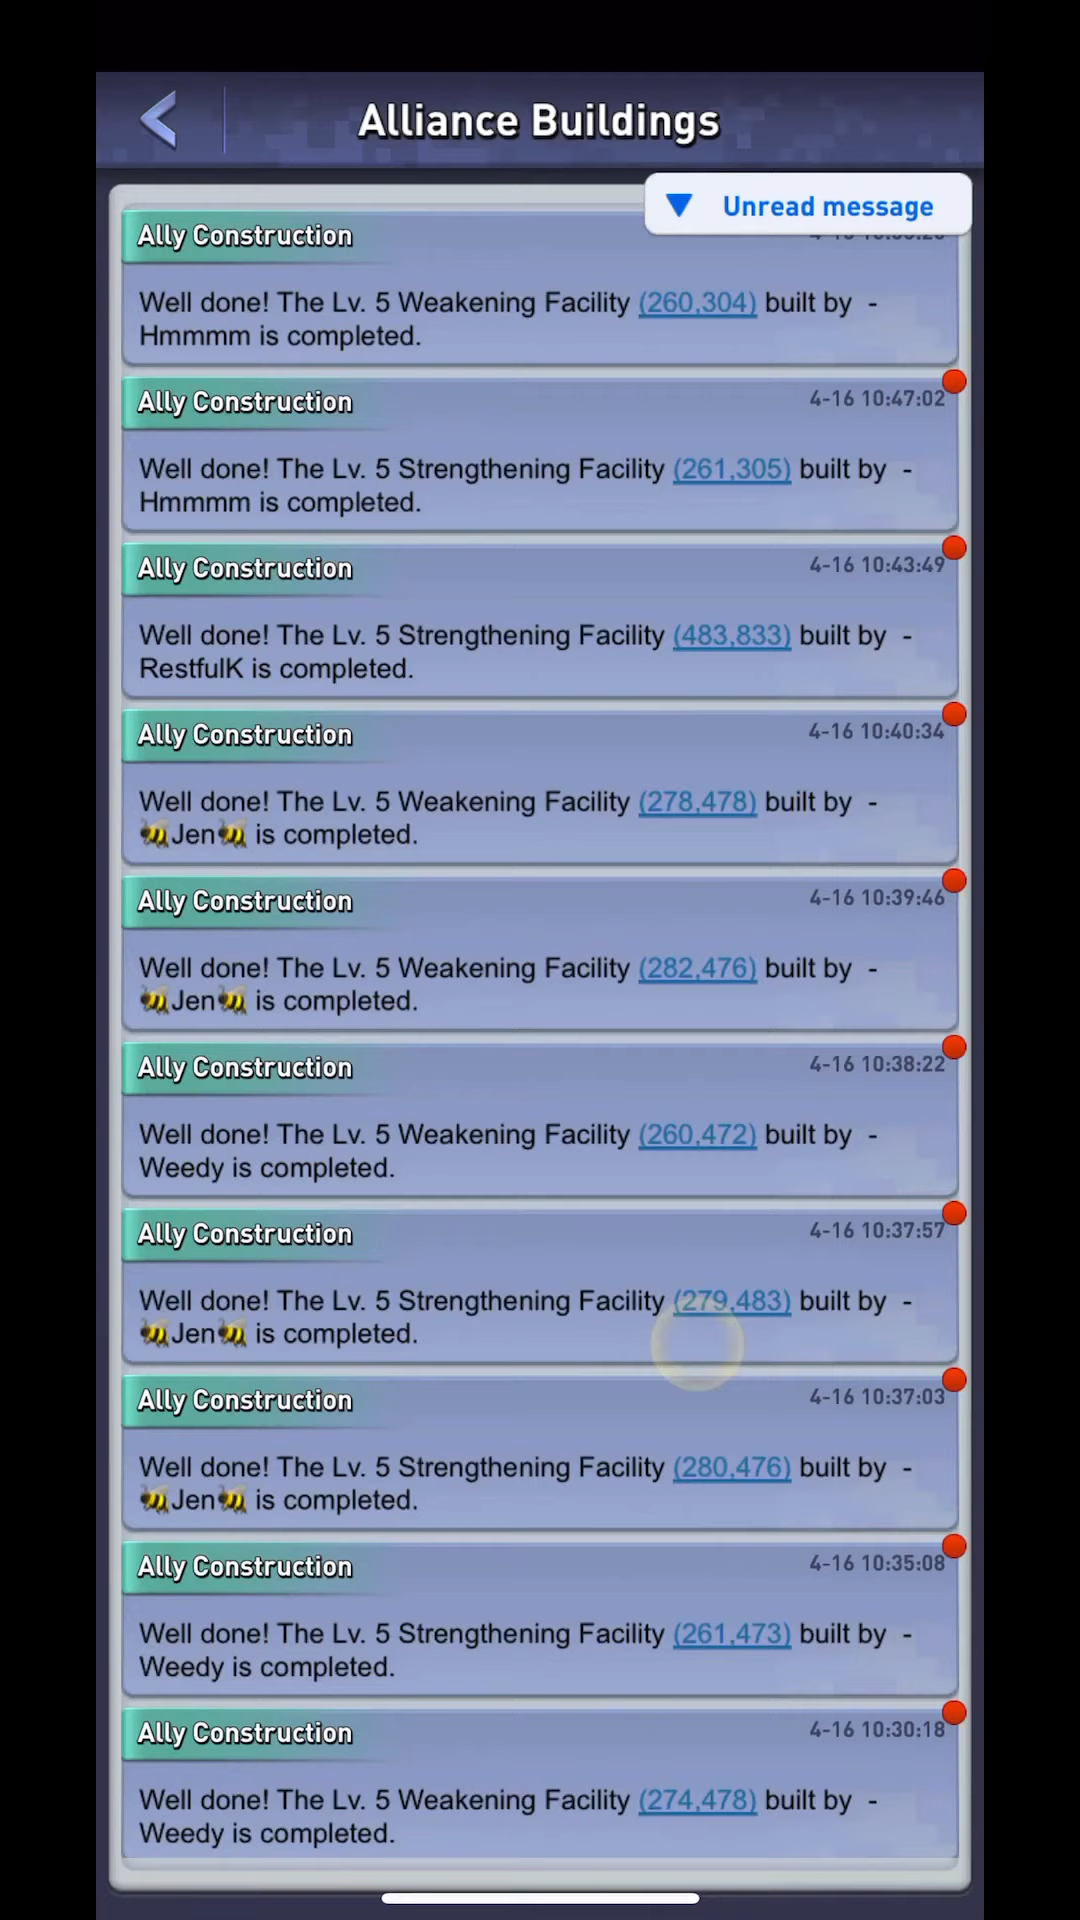 Alliance Buildings
Unread message
Ally Construction
Well done! The Lv. 5 Weakening Facility (260,304) built by -
Hmmmm is completed.
Ally Construction
4-16 10:47:02
Well done! The Lv. 5 Strengthening Facility (261,305) built by -
Hmmmm is completed.
Ally Construction
4-16 10:43:49
Well done! The Lv. 5 Strengthening Facility (483,833) built by -
RestfulK is completed.
Ally Construction
4-16 10:40:34
Well done! The Lv. 5 Weakening Facility (278,478) built by -
🐝Jen🐝 is completed.
Ally Construction
4-16 10:39:46
Well done! The Lv. 5 Weakening Facility (282,476) built by -
🐝Jen🐝 is completed.
Ally Construction
4-16 10:38:22
Well done! The Lv. 5 Weakening Facility (260,472) built by -
Weedy is completed.
Ally Construction
4-16 10:37:57
Well done! The Lv. 5 Strengthening Facility (279,483) built by -
🐝Jen🐝 is completed.
Ally Construction
4-16 10:37:03
Well done! The Lv. 5 Strengthening Facility (280,476) built by -
🐝Jen🐝 is completed.
Ally Construction
4-16 10:35:08
Well done! The Lv. 5 Strengthening Facility (261,473) built by -
Weedy is completed.
Ally Construction
4-16 10:30:18
Well done! The Lv. 5 Weakening Facility (274,478) built by -
Weedy is completed.